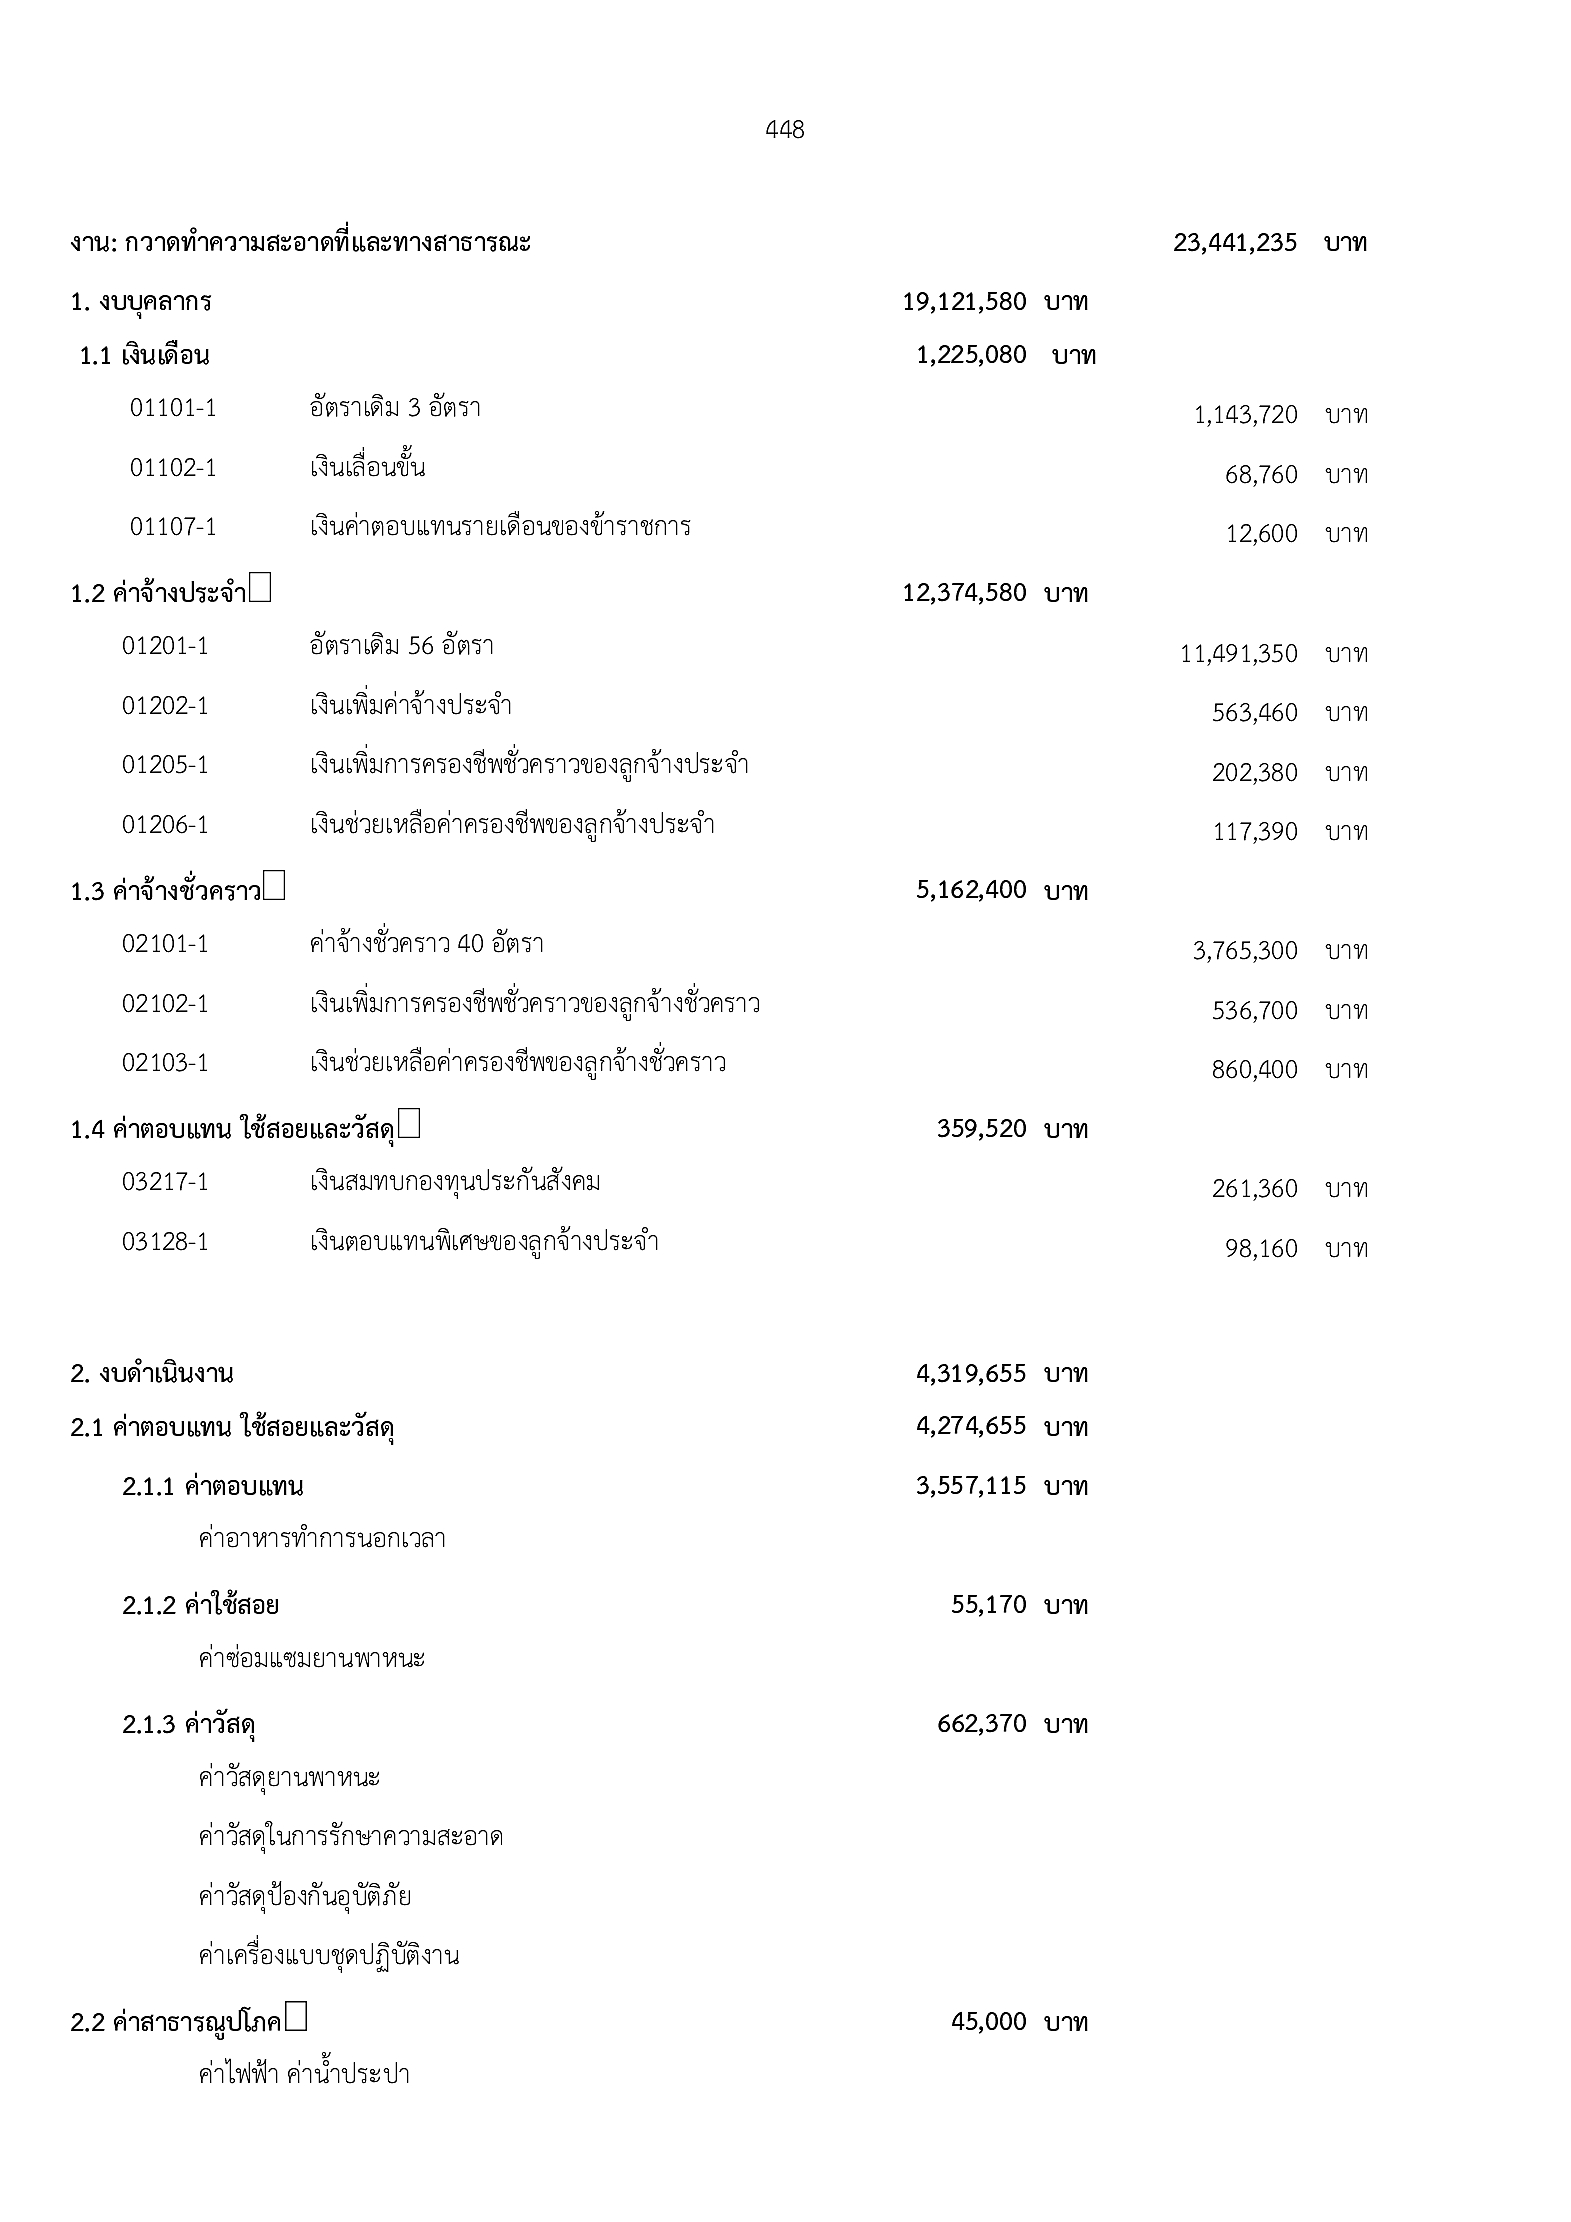 448
งาน: กวาดทำความสะอาดที่และทางสาธารณะ 23,441,235 บาท
1. งบบุคลากร 19,121,580 บาท
1.1 เงินเดือน 1,225,080 บาท
01101-1 อัตราเดิม 3 อัตรา 1,143,720 บาท
01102-1 เงินเลื่อนขั้น 68,760 บาท
01107-1 เงินค่าตอบแทนรายเดือนของข้าราชการ 12,600 บาท
1.2 ค่าจ้างประจำ 12,374,580 บาท
01201-1 อัตราเดิม 56 อัตรา 11,491,350 บาท
01202-1 เงินเพิ่มค่าจ้างประจำ 563,460 บาท
01205-1 เงินเพิ่มการครองชีพชั่วคราวของลูกจ้างประจำ 202,380 บาท
01206-1 เงินช่วยเหลือค่าครองชีพของลูกจ้างประจำ 117,390 บาท
1.3 ค่าจ้างชั่วคราว 5,162,400 บาท
02101-1 ค่าจ้างชั่วคราว 40 อัตรา 3,765,300 บาท
02102-1 เงินเพิ่มการครองชีพชั่วคราวของลูกจ้างชั่วคราว 536,700 บาท
02103-1 เงินช่วยเหลือค่าครองชีพของลูกจ้างชั่วคราว 860,400 บาท
1.4 ค่าตอบแทน ใช้สอยและวัสดุ 359,520 บาท
03217-1 เงินสมทบกองทุนประกันสังคม 261,360 บาท
03128-1 เงินตอบแทนพิเศษของลูกจ้างประจำ 98,160 บาท
2. งบดำเนินงาน 4,319,655 บาท
2.1 ค่าตอบแทน ใช้สอยและวัสดุ 4,274,655 บาท
2.1.1 ค่าตอบแทน 3,557,115 บาท
ค่าอาหารทำการนอกเวลา
2.1.2 ค่าใช้สอย 55,170 บาท
ค่าซ่อมแซมยานพาหนะ
2.1.3 ค่าวัสดุ 662,370 บาท
ค่าวัสดุยานพาหนะ
ค่าวัสดุในการรักษาความสะอาด
ค่าวัสดุป้องกันอุบัติภัย
ค่าเครื่องแบบชุดปฏิบัติงาน
2.2 ค่าสาธารณูปโภค 45,000 บาท
ค่าไฟฟ้า ค่าน้ำประปา